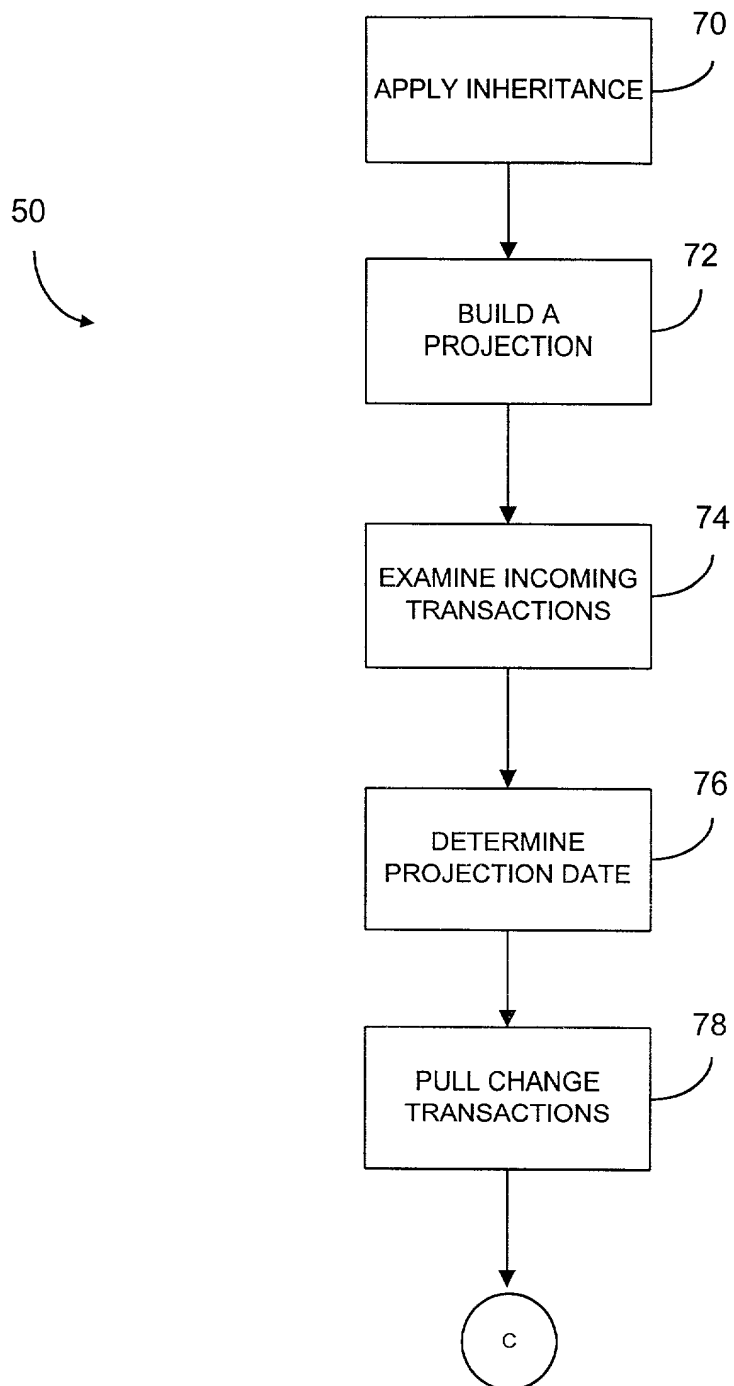 70
APPLY INHERITANCE
50
72
BUILD A
PROJECTION
74
EXAMINE INCOMING
TRANSACTIONS
76
DETERMINE
PROJECTION DATE
78
PULL CHANGE
TRANSACTIONS
C